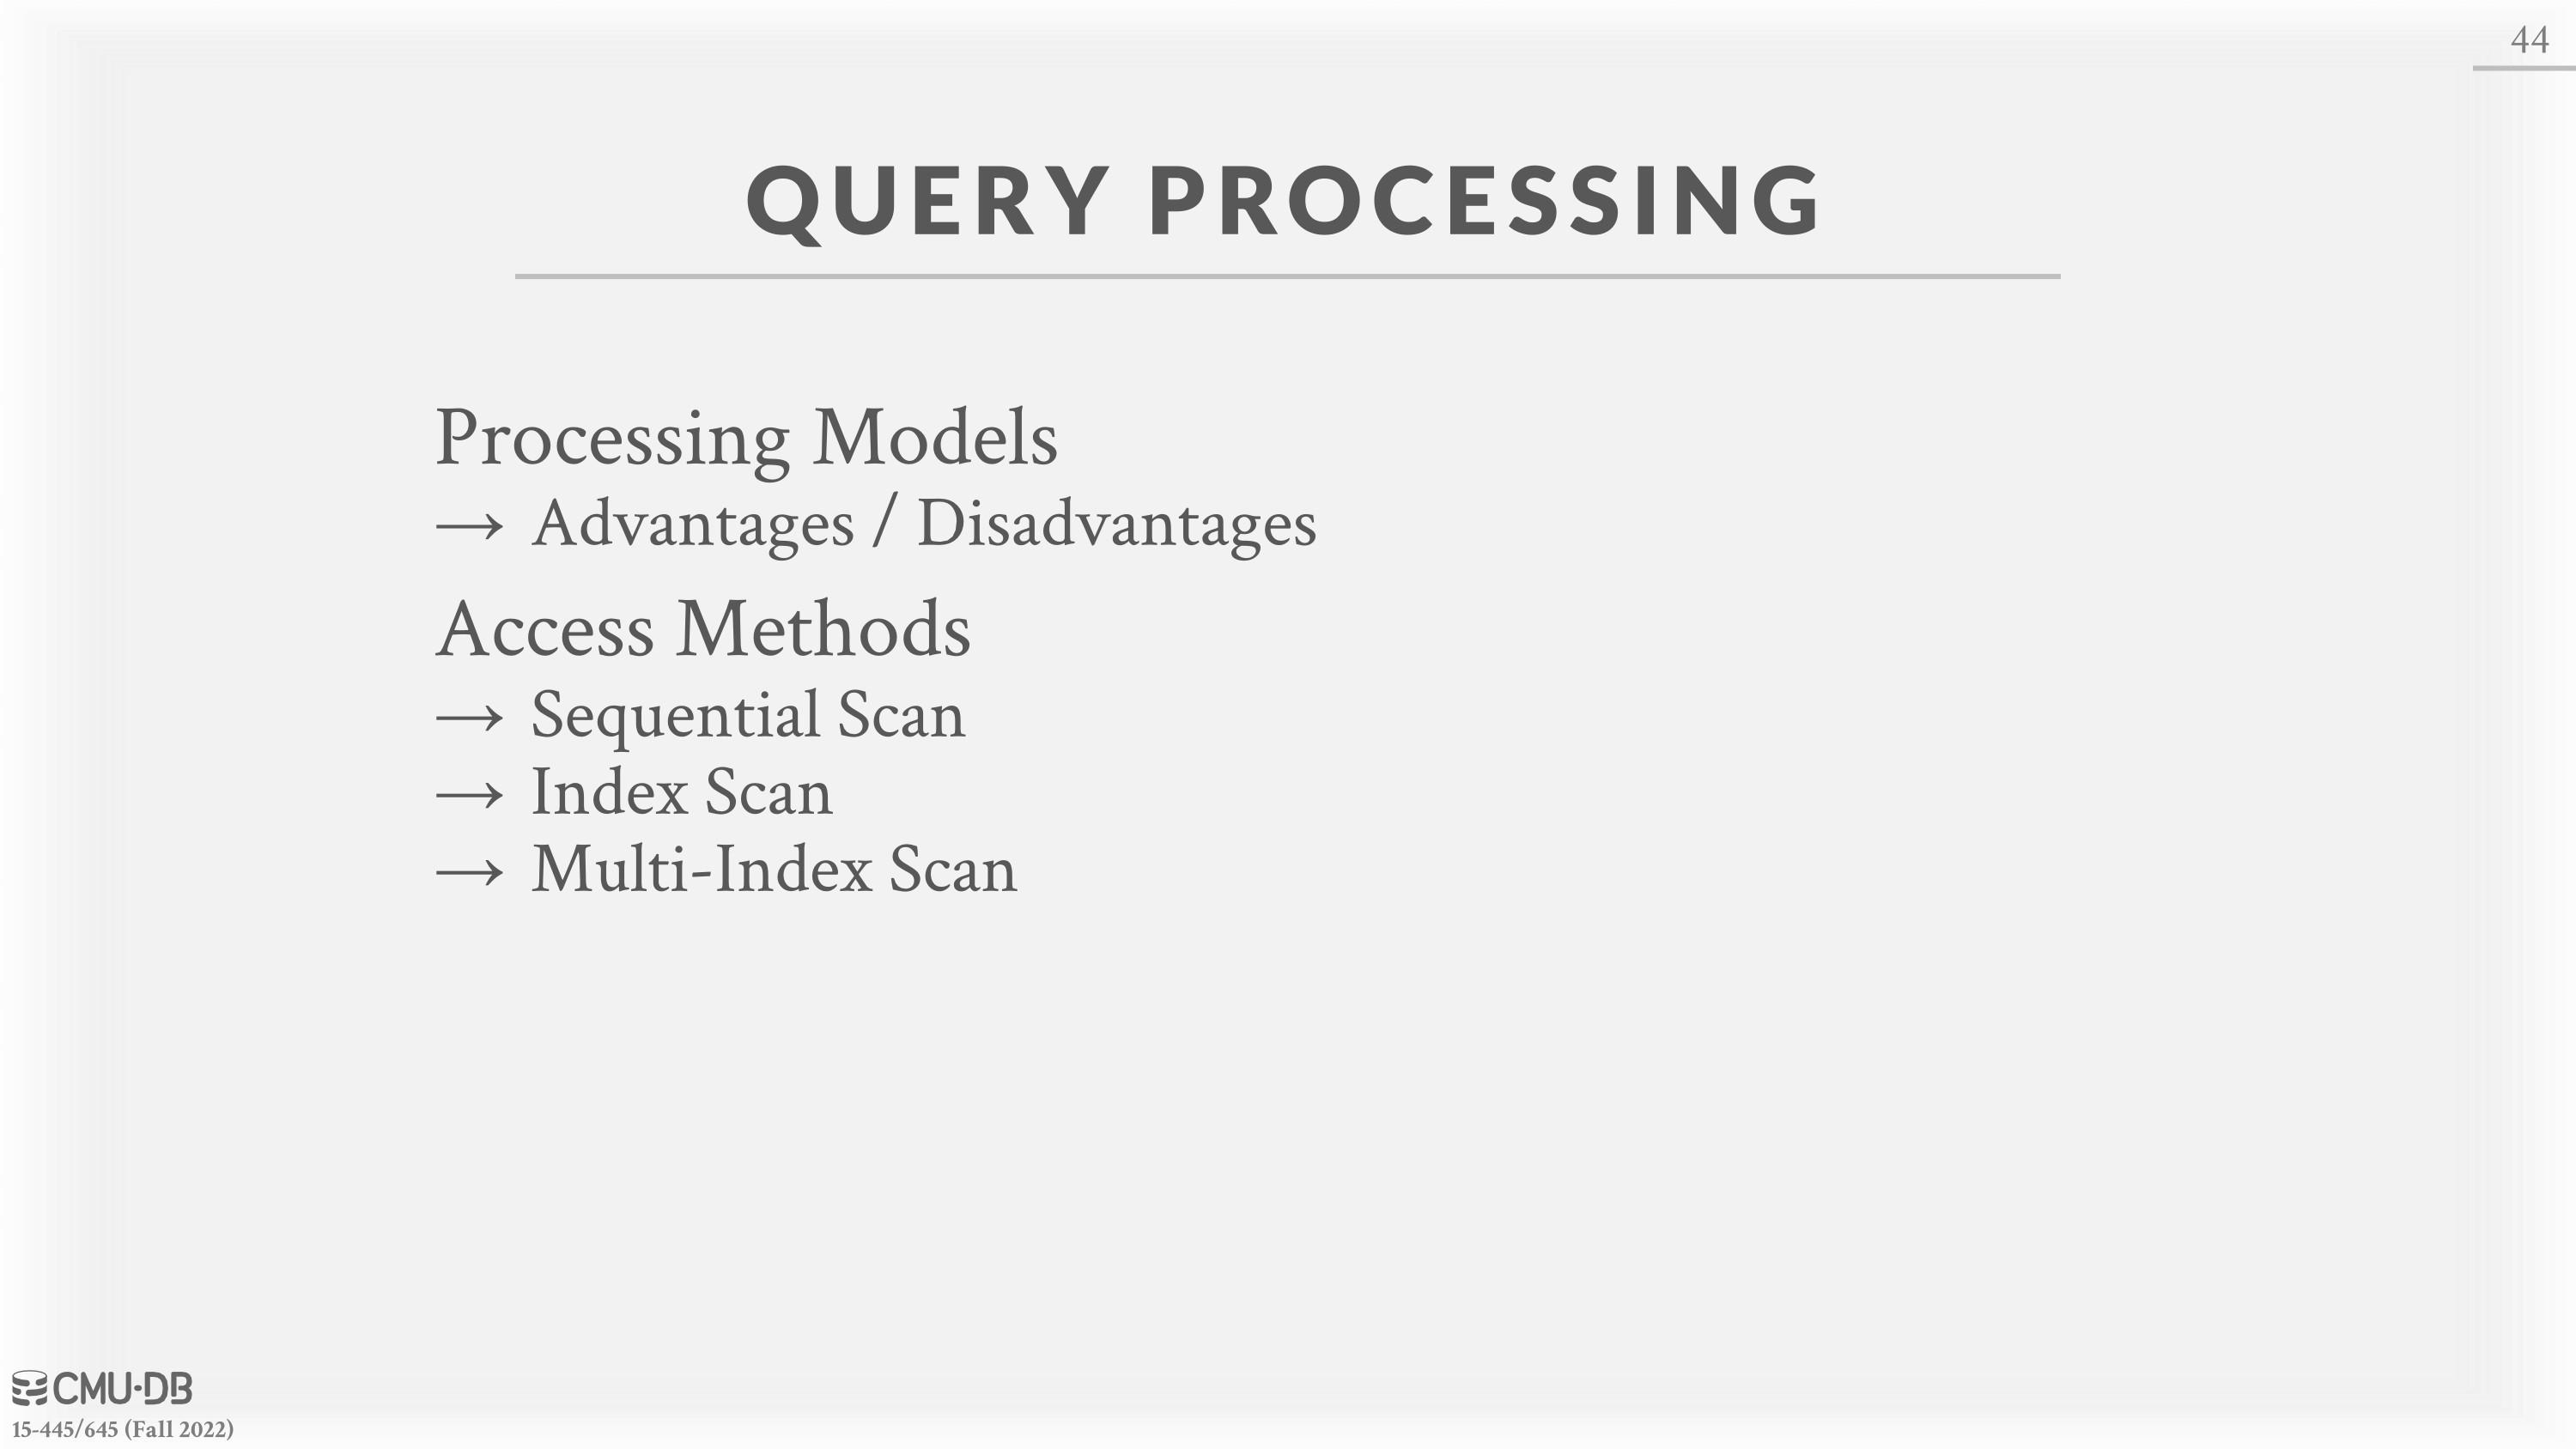 44
QUERY PROCESSING
Processing Models
→ Advantages / Disadvantages
Access Methods
→ Sequential Scan
→ Index Scan
→ Multi-Index Scan
CMU·DB
15-445/645 (Fall 2022)